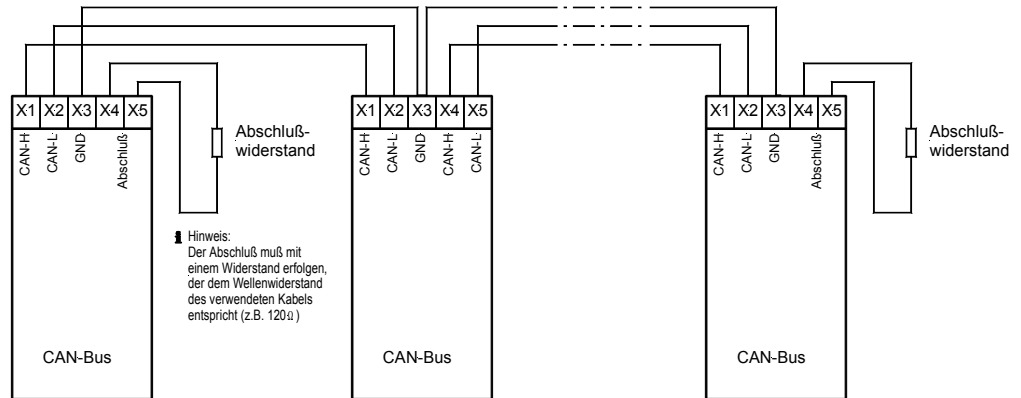 X1 X2 X3 X4 X5
CAN-H
CAN-L
GND
Abschluß
Abschluß-
widerstand
CAN-Bus
X1 X2 X3 X4 X5
CAN-H
CAN-L
GND
CAN-H
CAN-L
CAN-Bus
X1 X2 X3 X4 X5
CAN-H
CAN-L
GND
Abschluß
Abschluß-
widerstand
CAN-Bus
Hinweis:
Der Abschluß muß mit
einem Widerstand erfolgen,
der dem Wellenwiderstand
des verwendeten Kabels
entspricht (z.B. 120Ω)